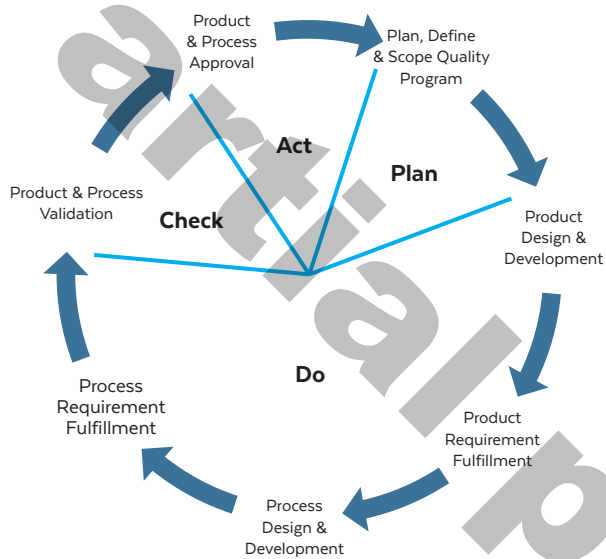 Product
& Process
Approval
Plan, Define
& Scope Quality
Program
Act
Plan
Product & Process
Validation
Check
Product
Design &
Development
Do
Process
Requirement
Fulfillment
Product
Requirement
Fulfillment
Process
Design &
Development
artial p